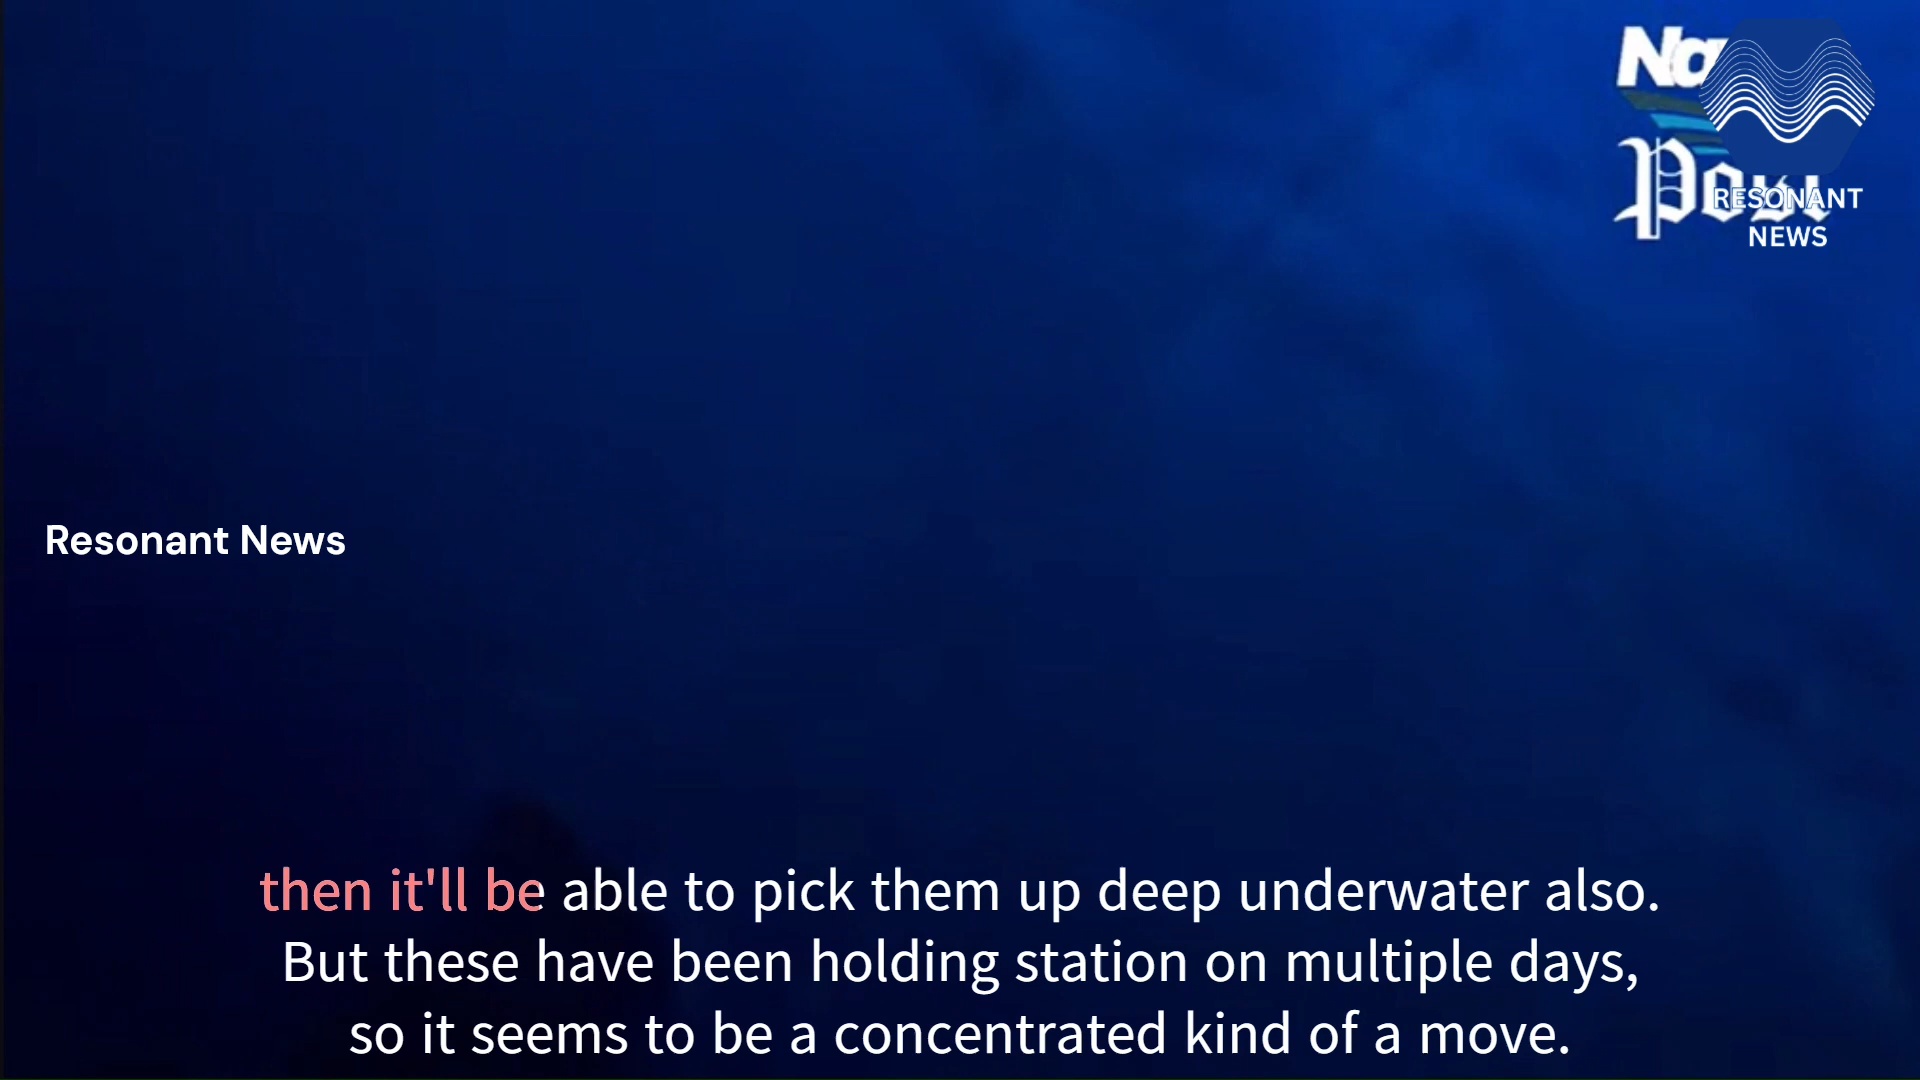 RESONANT
NEWS
Resonant News
then it'll be able to pick them up deep underwater also.
But these have been holding station on multiple days,
so it seems to be a concentrated kind of a move.